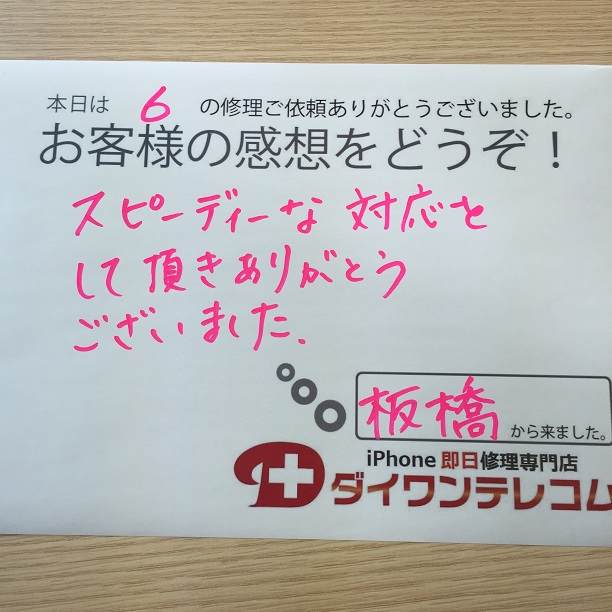 本日は 6 の修理ご依頼ありがとうございました。
お客様の感想をどうぞ！
スピーディーな対応を
して頂きありがとう
ございました.
板橋 から来ました。
iPhone 即日修理専門店
ダイワンテレコム